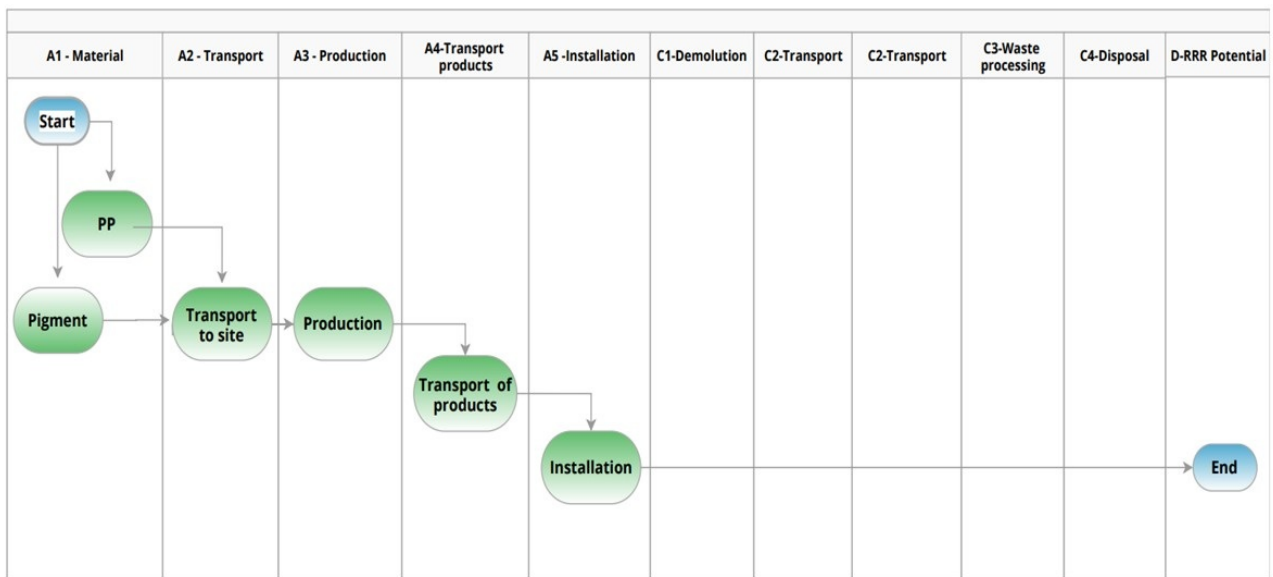 A1 - Material
A2 - Transport
A3 - Production
A4-Transport
products
A5 -Installation
C1-Demolution
C2-Transport
C2-Transport
C3-Waste
processing
C4-Disposal
D-RRR Potential
Start
PP
Pigment
Transport
to site
Production
Transport of
products
Installation
End